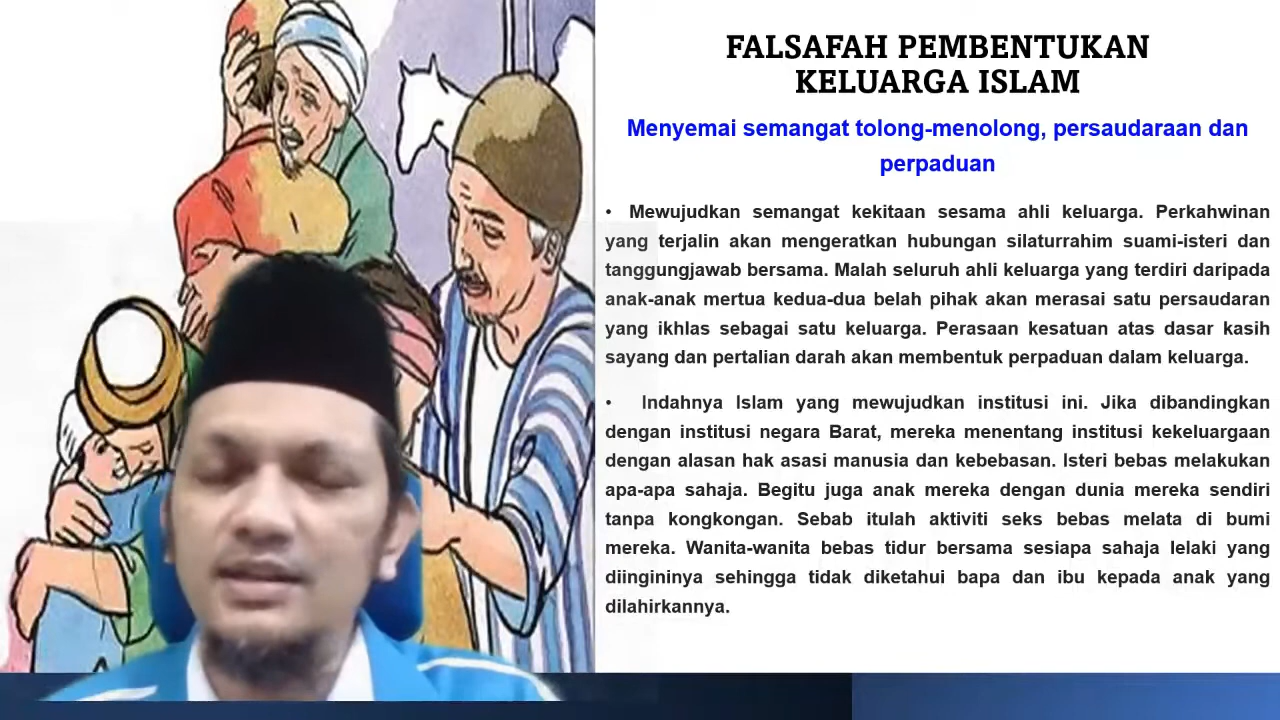 FALSAFAH PEMBENTUKAN
KELUARGA ISLAM
Menyemai semangat tolong-menolong, persaudaraan dan
perpaduan
• Mewujudkan semangat kekitaan sesama ahli keluarga. Perkahwinan
yang terjalin akan mengeratkan hubungan silaturrahim suami-isteri dan
tanggungjawab bersama. Malah seluruh ahli keluarga yang terdiri daripada
anak-anak mertua kedua-dua belah pihak akan merasai satu persaudaran
yang ikhlas sebagai satu keluarga. Perasaan kesatuan atas dasar kasih
sayang dan pertalian darah akan membentuk perpaduan dalam keluarga.
• Indahnya Islam yang mewujudkan institusi ini. Jika dibandingkan
dengan institusi negara Barat, mereka menentang institusi kekeluargaan
dengan alasan hak asasi manusia dan kebebasan. Isteri bebas melakukan
apa-apa sahaja. Begitu juga anak mereka dengan dunia mereka sendiri
tanpa kongkongan. Sebab itulah aktiviti seks bebas melata di bumi
mereka. Wanita-wanita bebas tidur bersama sesiapa sahaja lelaki yang
diingininya sehingga tidak diketahui bapa dan ibu kepada anak yang
dilahirkannya.